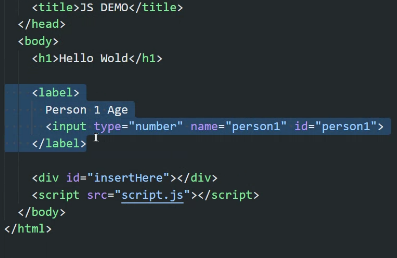 <title>JS DEMO</title>
</head>
<body>
<h1>Hello Wold</h1>
<label>
Person 1 Age
<input type="number" name="person1" id="person1">
</label>
<div id="insertHere"></div>
<script src="script.js"></script>
</body>
</html>